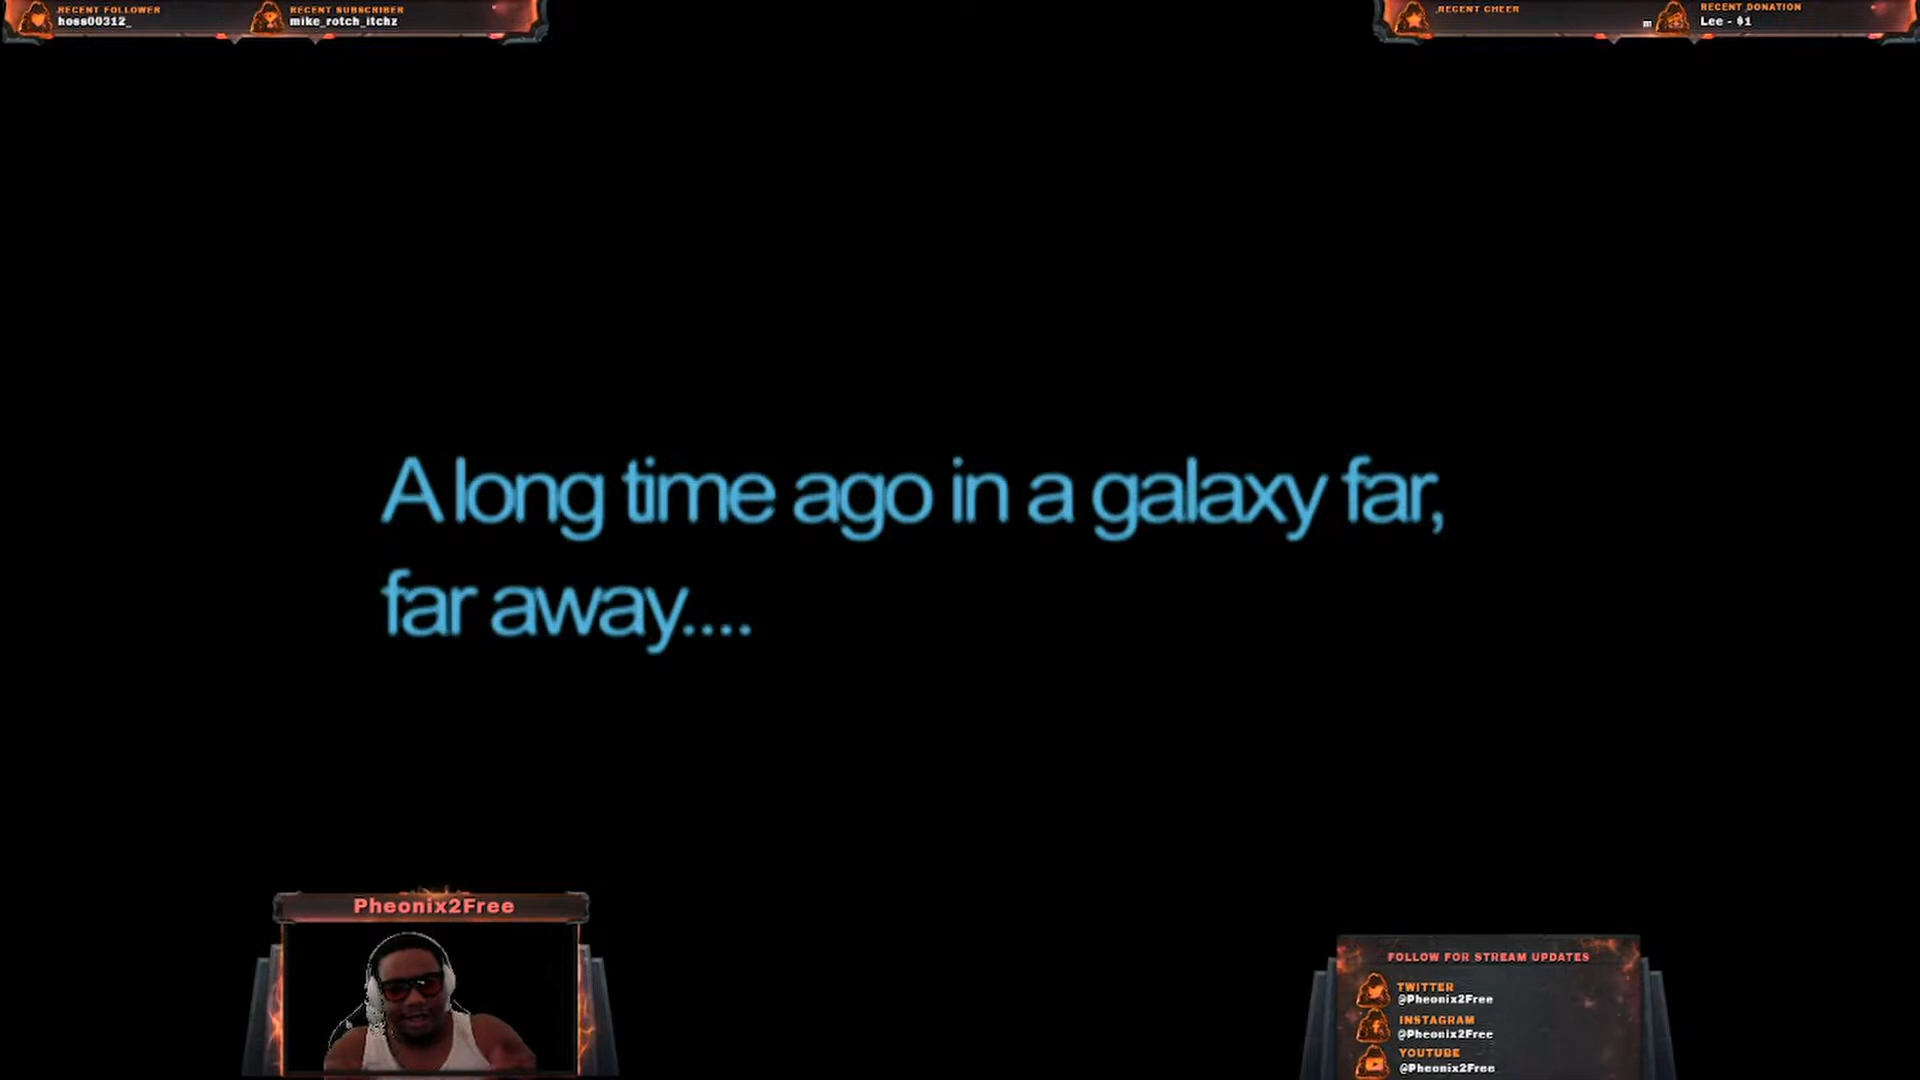 RECENT FOLLOWER
hoss00312_
RECENT SUBSCRIBER
mike_rotch_itchz
RECENT CHEER
m
RECENT DONATION
Lee - $1
A long time ago in a galaxy far,
far away....
Pheonix2Free
FOLLOW FOR STREAM UPDATES
TWITTER
@Pheonix2Free
INSTAGRAM
@Pheonix2Free
YOUTUBE
@Pheonix2Free